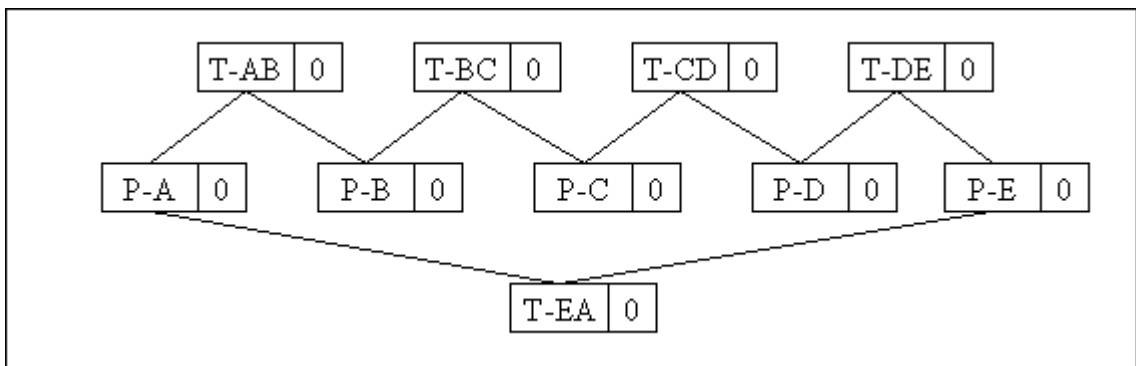 T-AB 0 T-BC 0 T-CD 0 T-DE 0
P-A 0 P-B 0 P-C 0 P-D 0 P-E 0
T-EA 0